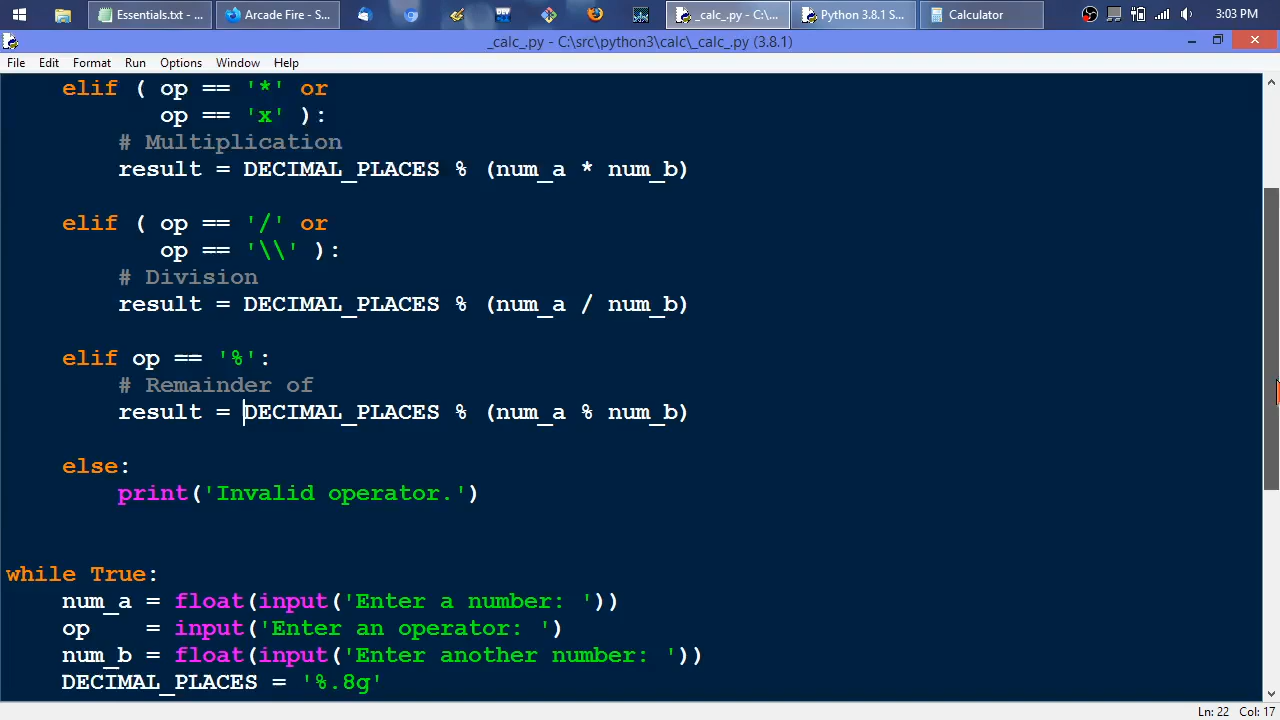 Essentials.txt - ...
Arcade Fire - S...
_calc_.py - C:\...
Python 3.8.1 S...
Calculator
3:03 PM
_calc_.py - C:\src\python3\calc\_calc_.py (3.8.1)
File Edit Format Run Options Window Help
elif ( op == '*' or
op == 'x' ):
# Multiplication
result = DECIMAL_PLACES % (num_a * num_b)
elif ( op == '/' or
op == '\\' ):
# Division
result = DECIMAL_PLACES % (num_a / num_b)
elif op == '%':
# Remainder of
result = DECIMAL_PLACES % (num_a % num_b)
else:
print('Invalid operator.')
while True:
num_a = float(input('Enter a number: '))
op    = input('Enter an operator: ')
num_b = float(input('Enter another number: '))
DECIMAL_PLACES = '%.8g'
Ln: 22 Col: 17